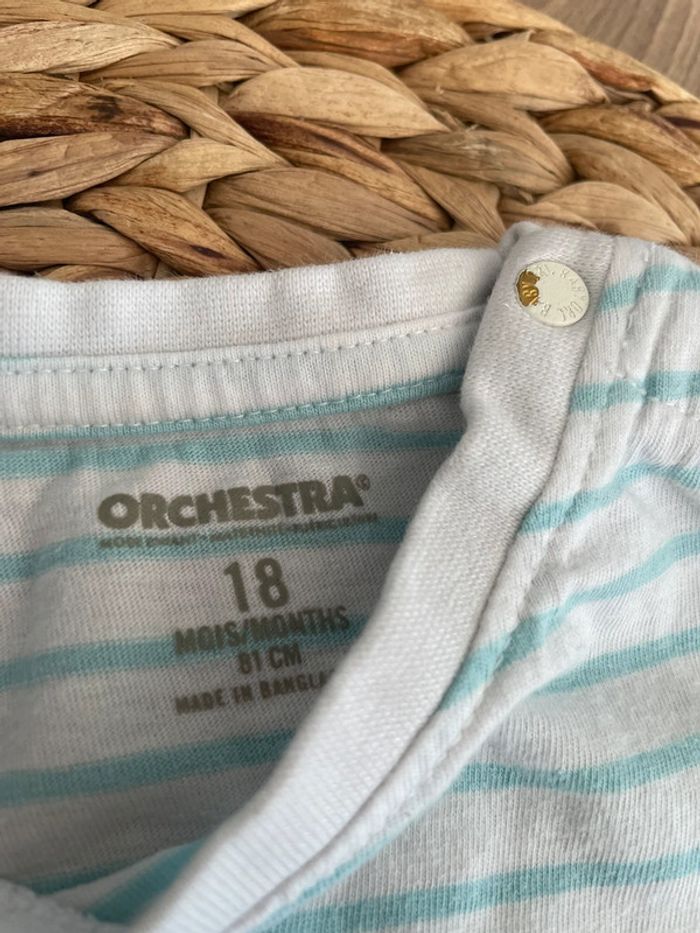 ORCHESTRA®
18
MOIS/MONTHS
81 CM
MADE IN BANGLA